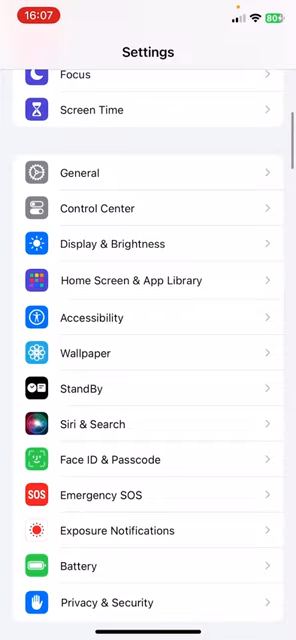 16:07
80
Settings
Focus
Screen Time
General
Control Center
Display & Brightness
Home Screen & App Library
Accessibility
Wallpaper
StandBy
Siri & Search
Face ID & Passcode
SOS Emergency SOS
Exposure Notifications
Battery
Privacy & Security